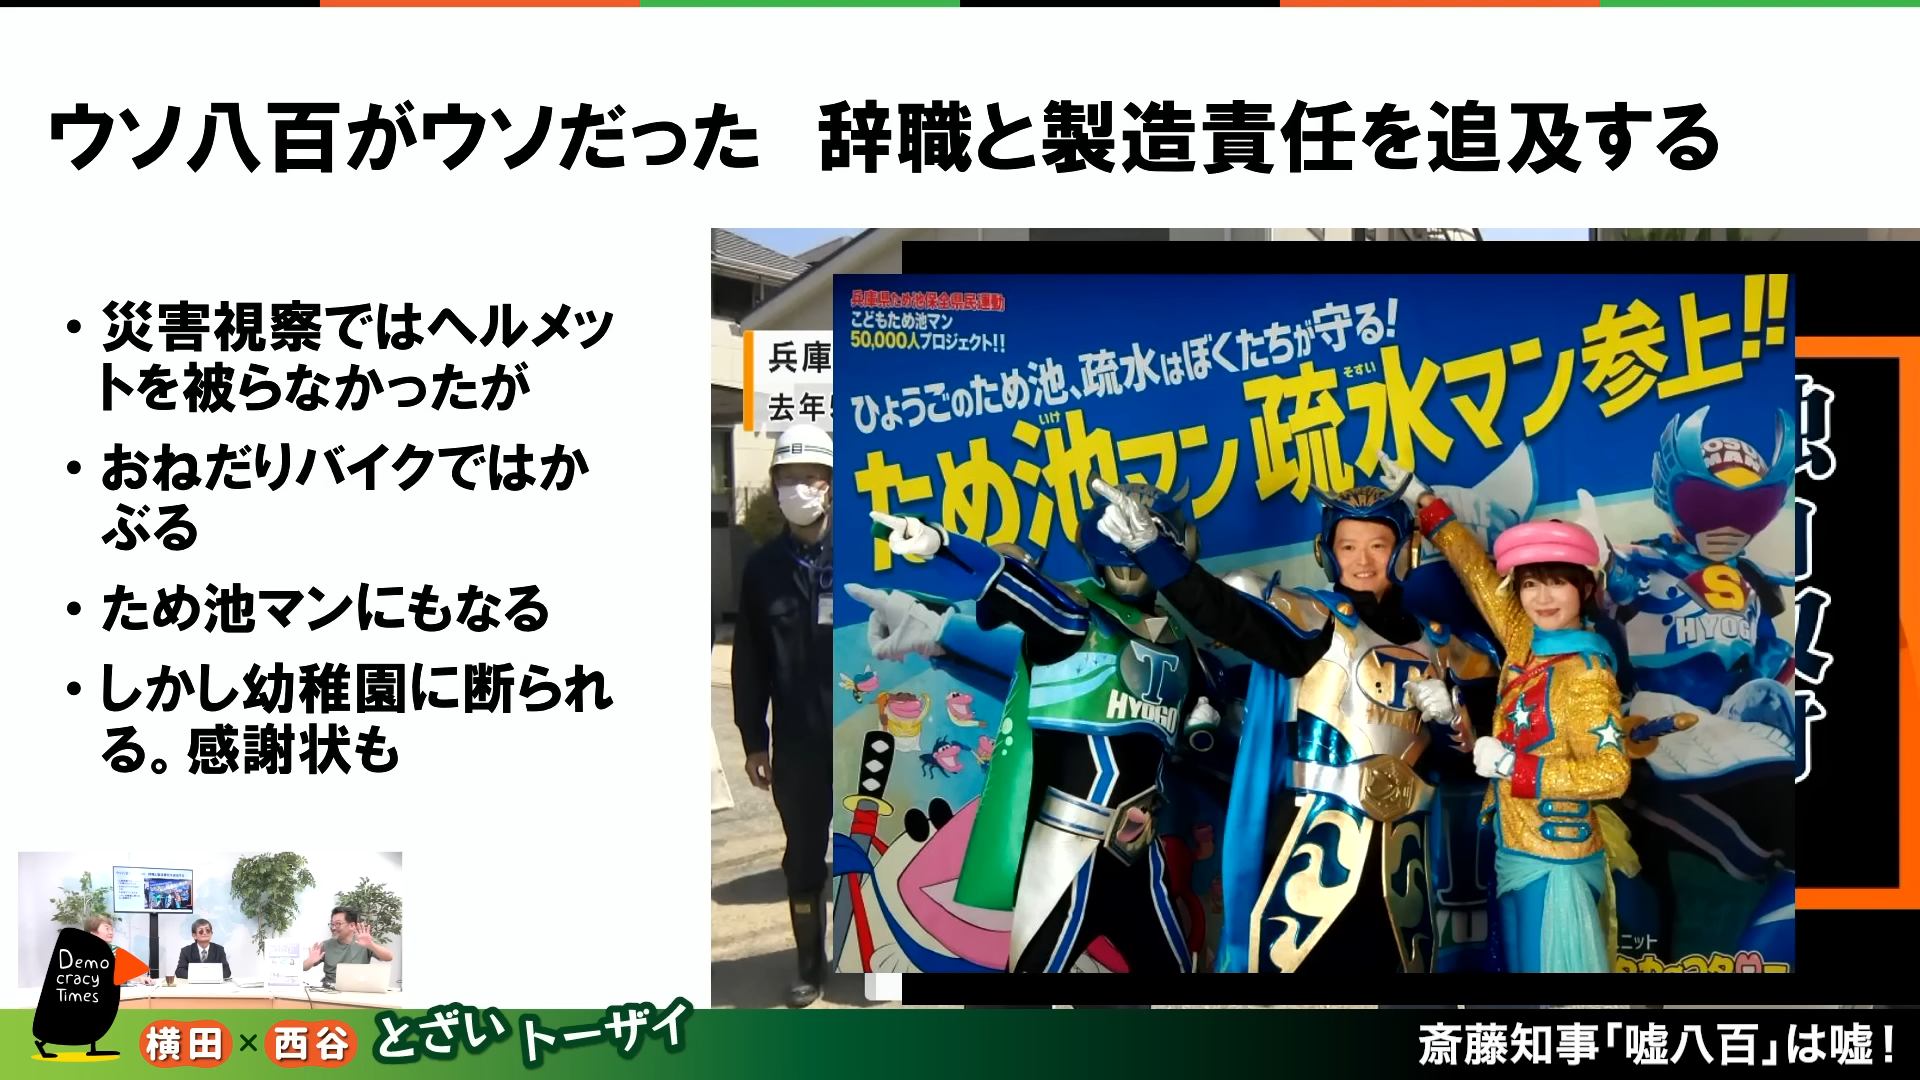 ウソ八百がウソだった　辞職と製造責任を追及する
・災害視察ではヘルメッ
トを被らなかったが
・おねだりバイクではか
ぶる
・ため池マンにもなる
・しかし幼稚園に断られ
る。感謝状も
兵庫
去年
兵庫県ため池保全県民運動
こどもため池マン
50,000人プロジェクト!!
ひょうごのため池、疏水はぼくたちが守る!
ため池マン疏水マン参上!!
いけ
そすい
SOSUI MAN
S
HYOGO
T
HYOGO
T
ニット
Demo
cracy
Times
横田×西谷 とざいトーザイ
斎藤知事「嘘八百」は嘘！